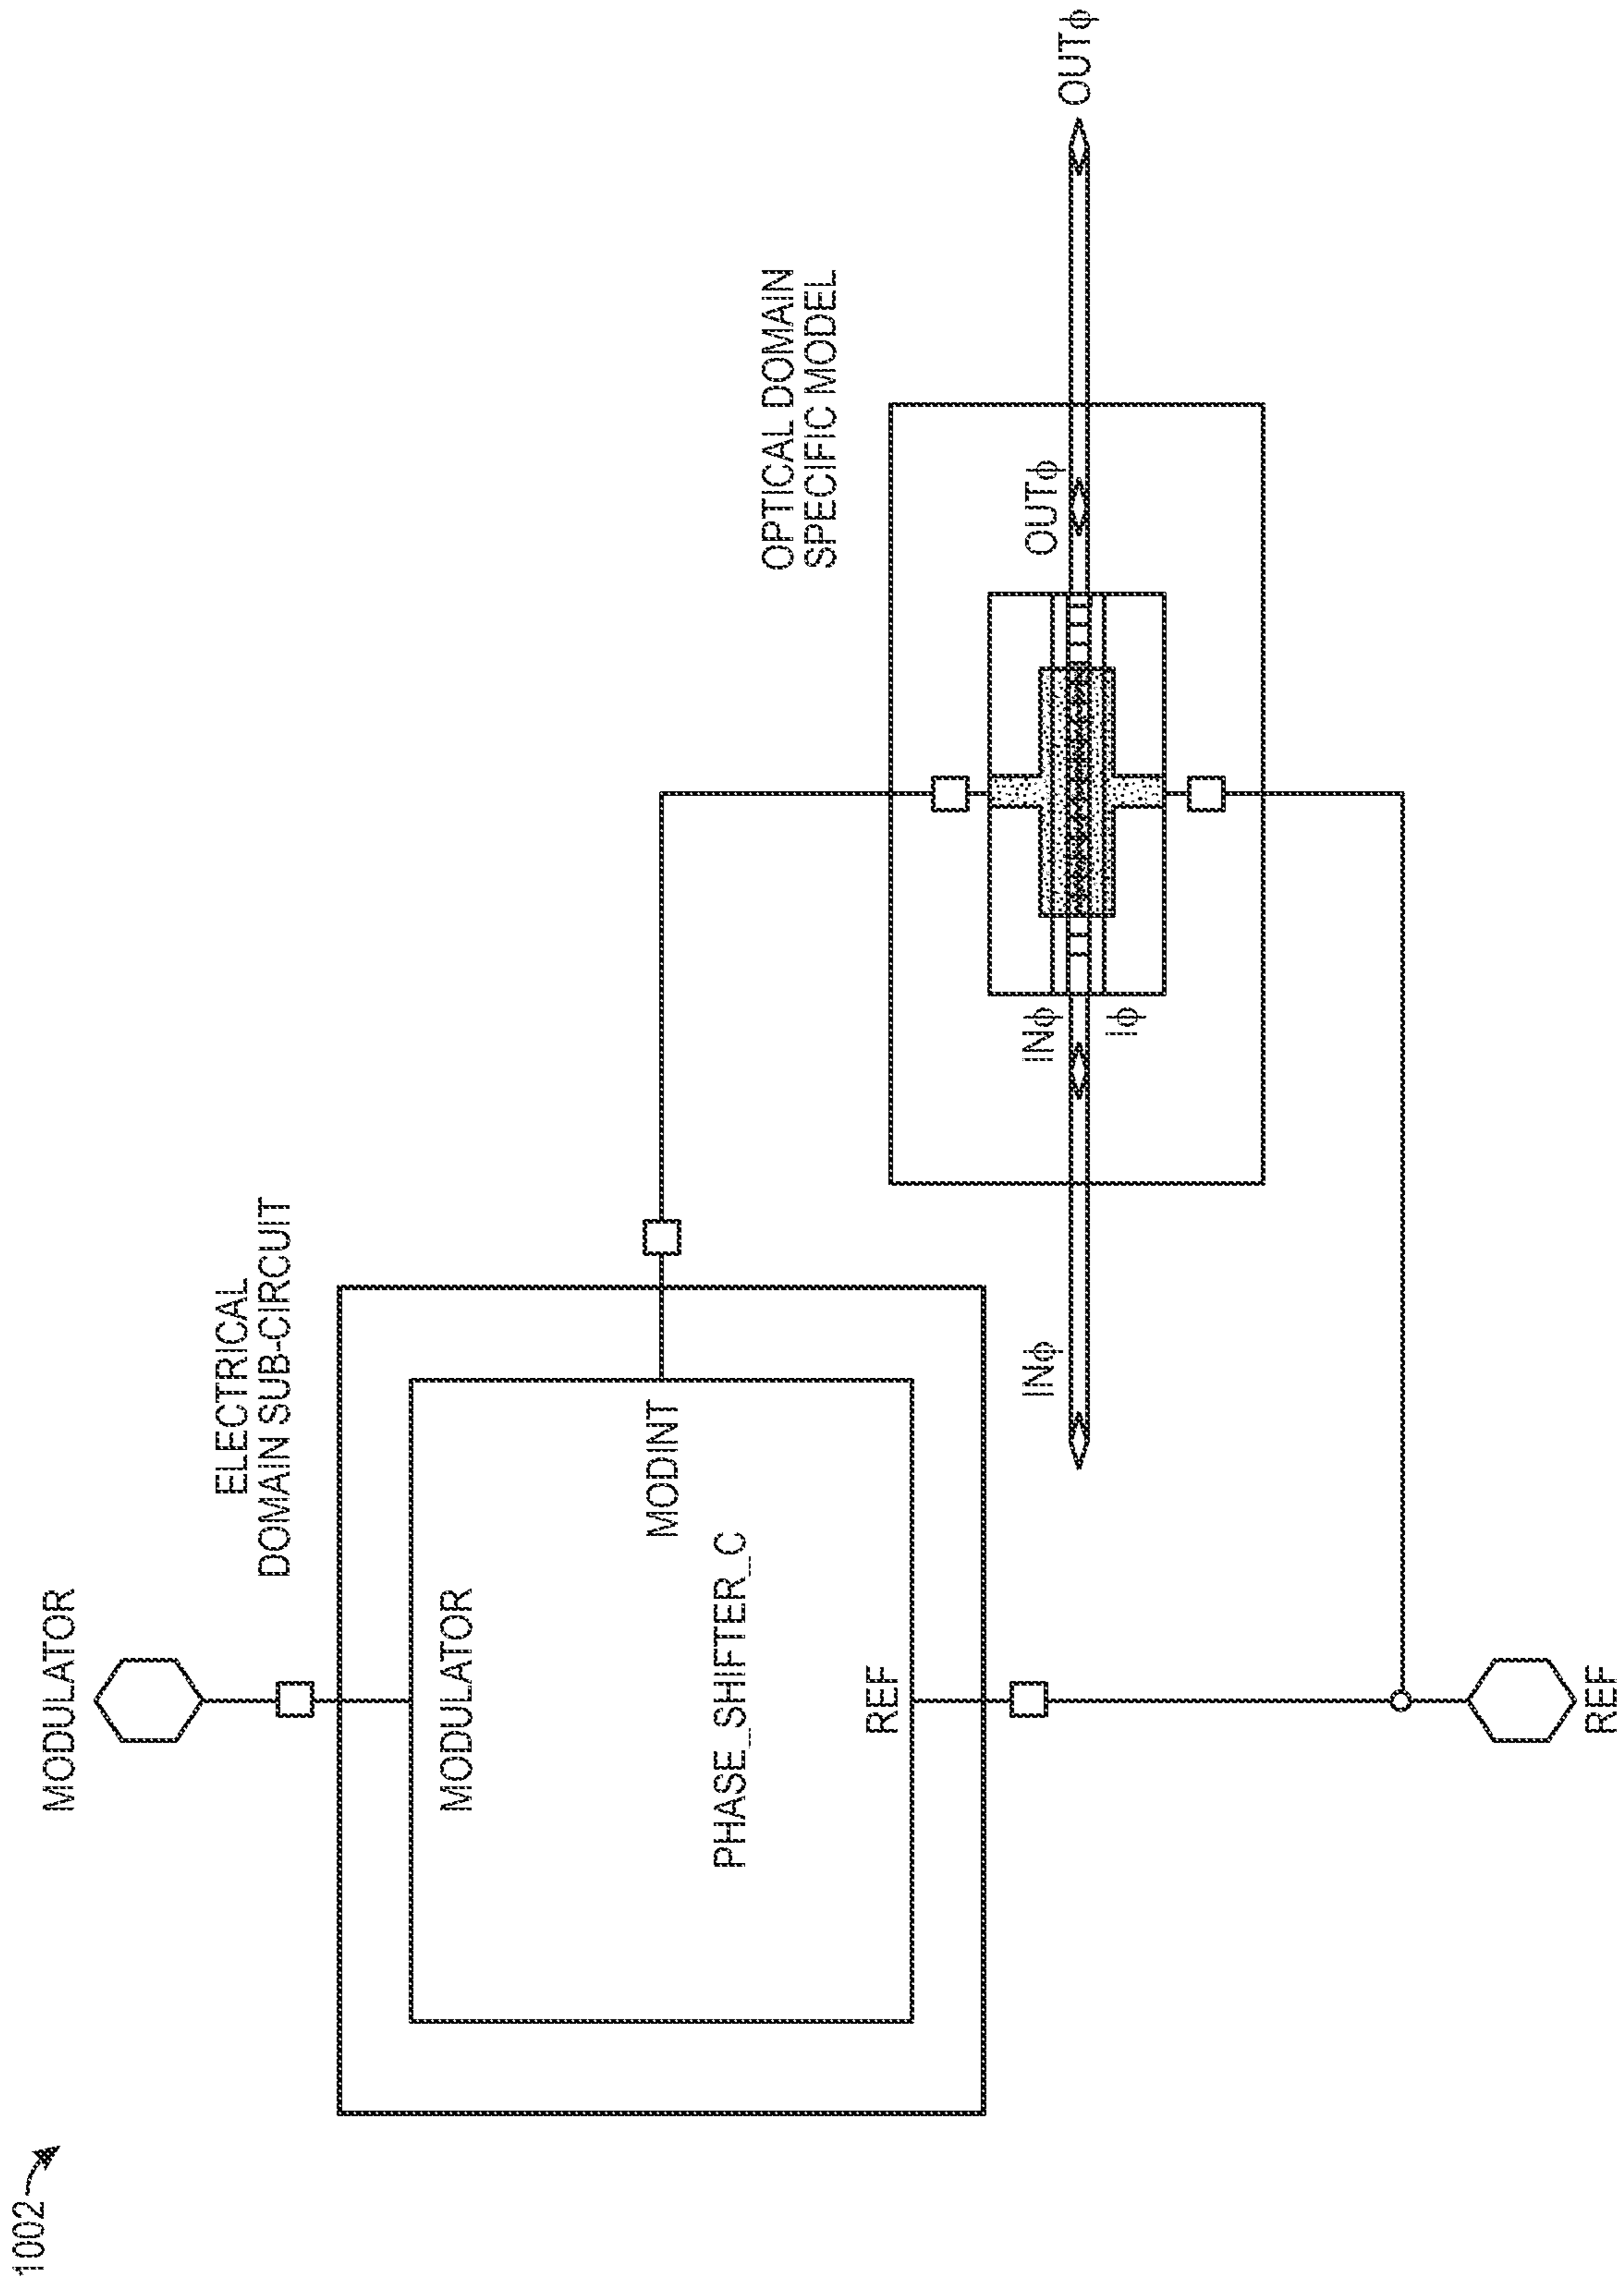 1002
MODULATOR
ELECTRICAL
DOMAIN SUB-CIRCUIT
MODULATOR
MODINT
PHASE_SHIFTER_C
REF
REF
OPTICAL DOMAIN
SPECIFIC MODEL
INϕ
INϕ
iϕ
OUTϕ
OUTϕ